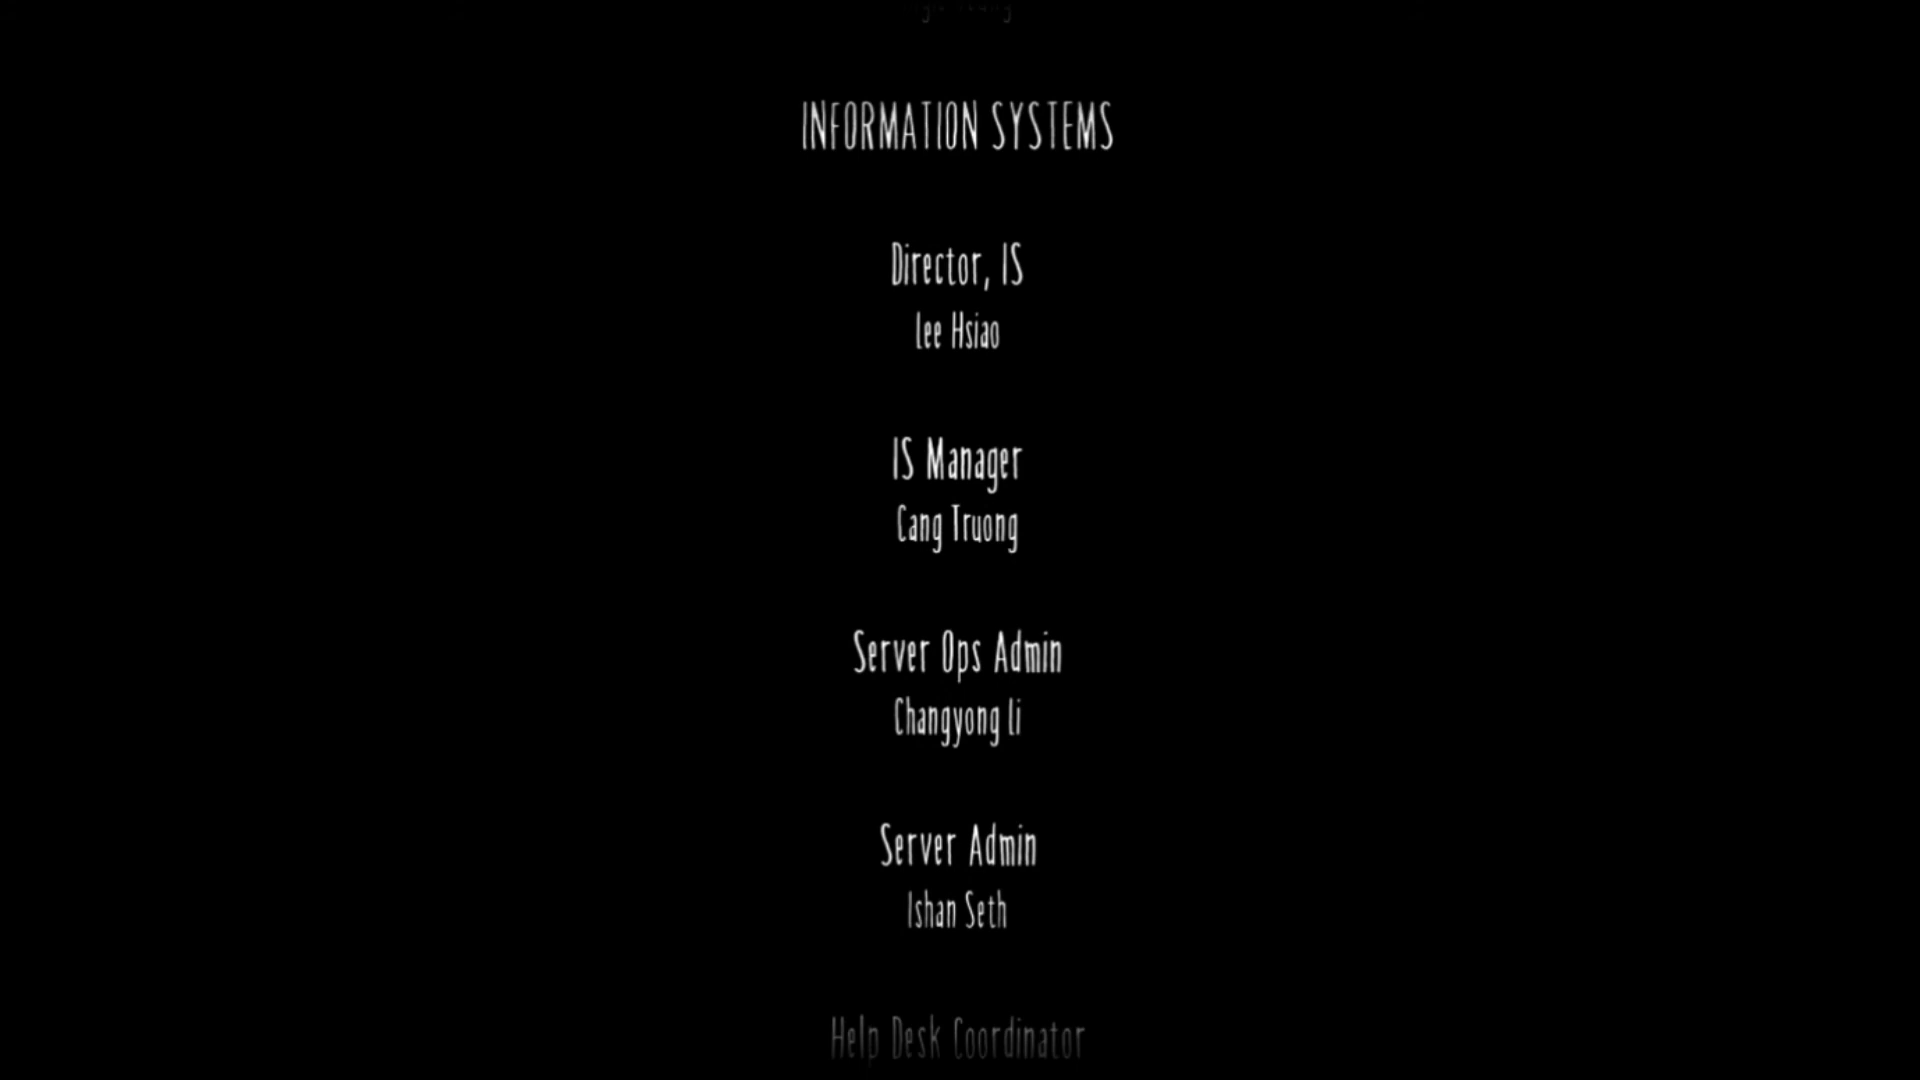 INFORMATION SYSTEMS
Director, IS
Lee Hsiao
IS Manager
Cang Truong
Server Ops Admin
Changyong Li
Server Admin
Ishan Seth
Help Desk Coordinator